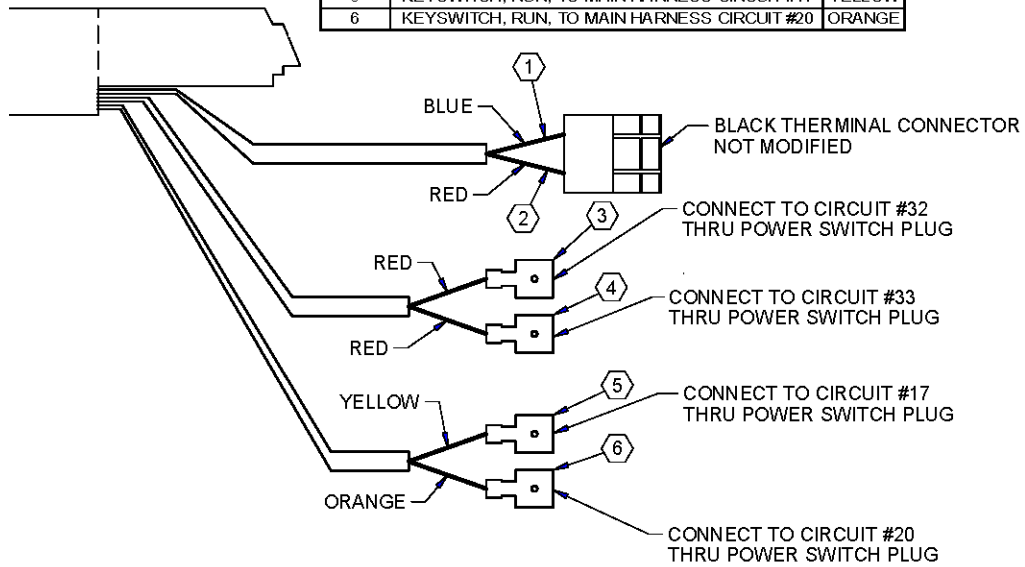 6 KEYSWITCH, RUN, TO MAIN HARNESS CIRCUIT #20 ORANGE
1
BLUE
BLACK THERMINAL CONNECTOR
NOT MODIFIED
RED
2
3
CONNECT TO CIRCUIT #32
THRU POWER SWITCH PLUG
RED
4
CONNECT TO CIRCUIT #33
THRU POWER SWITCH PLUG
RED
5
CONNECT TO CIRCUIT #17
THRU POWER SWITCH PLUG
YELLOW
6
ORANGE
CONNECT TO CIRCUIT #20
THRU POWER SWITCH PLUG